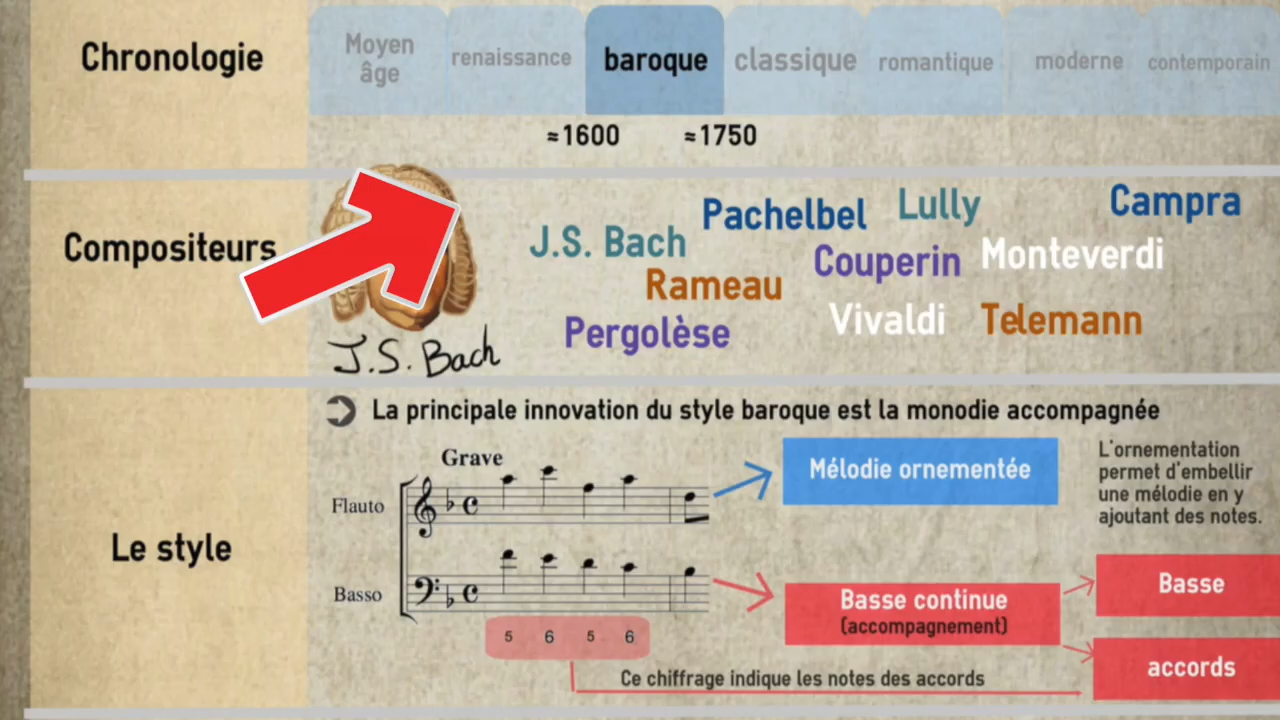 Chronologie
Moyen
âge
renaissance
baroque
classique
romantique
moderne
contemporain
≈1600
≈1750
Compositeurs
J.S. Bach
J.S. Bach
Pachelbel
Lully
Campra
Rameau
Couperin
Monteverdi
Pergolèse
Vivaldi
Telemann
Le style
La principale innovation du style baroque est la monodie accompagnée
Grave
Flauto
Basso
5 6 5 6
Mélodie ornementée
L'ornementation
permet d'embellir
une mélodie en y
ajoutant des notes.
Basse continue
(accompagnement)
Basse
accords
Ce chiffrage indique les notes des accords